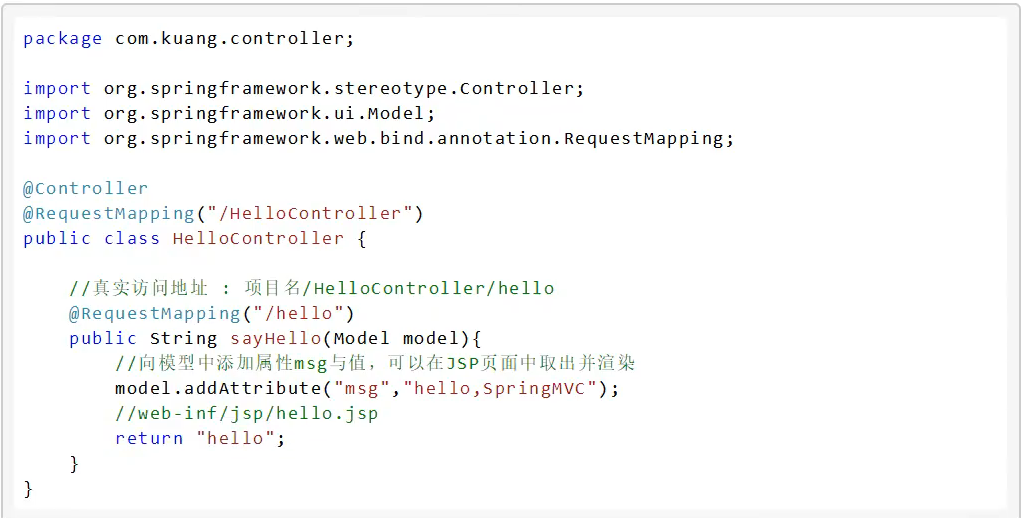 package com.kuang.controller;
import org.springframework.stereotype.Controller;
import org.springframework.ui.Model;
import org.springframework.web.bind.annotation.RequestMapping;
@Controller
@RequestMapping("/HelloController")
public class HelloController {
//真实访问地址 : 项目名/HelloController/hello
@RequestMapping("/hello")
public String sayHello(Model model){
//向模型中添加属性msg与值，可以在JSP页面中取出并渲染
model.addAttribute("msg","hello,SpringMVC");
//web-inf/jsp/hello.jsp
return "hello";
}
}